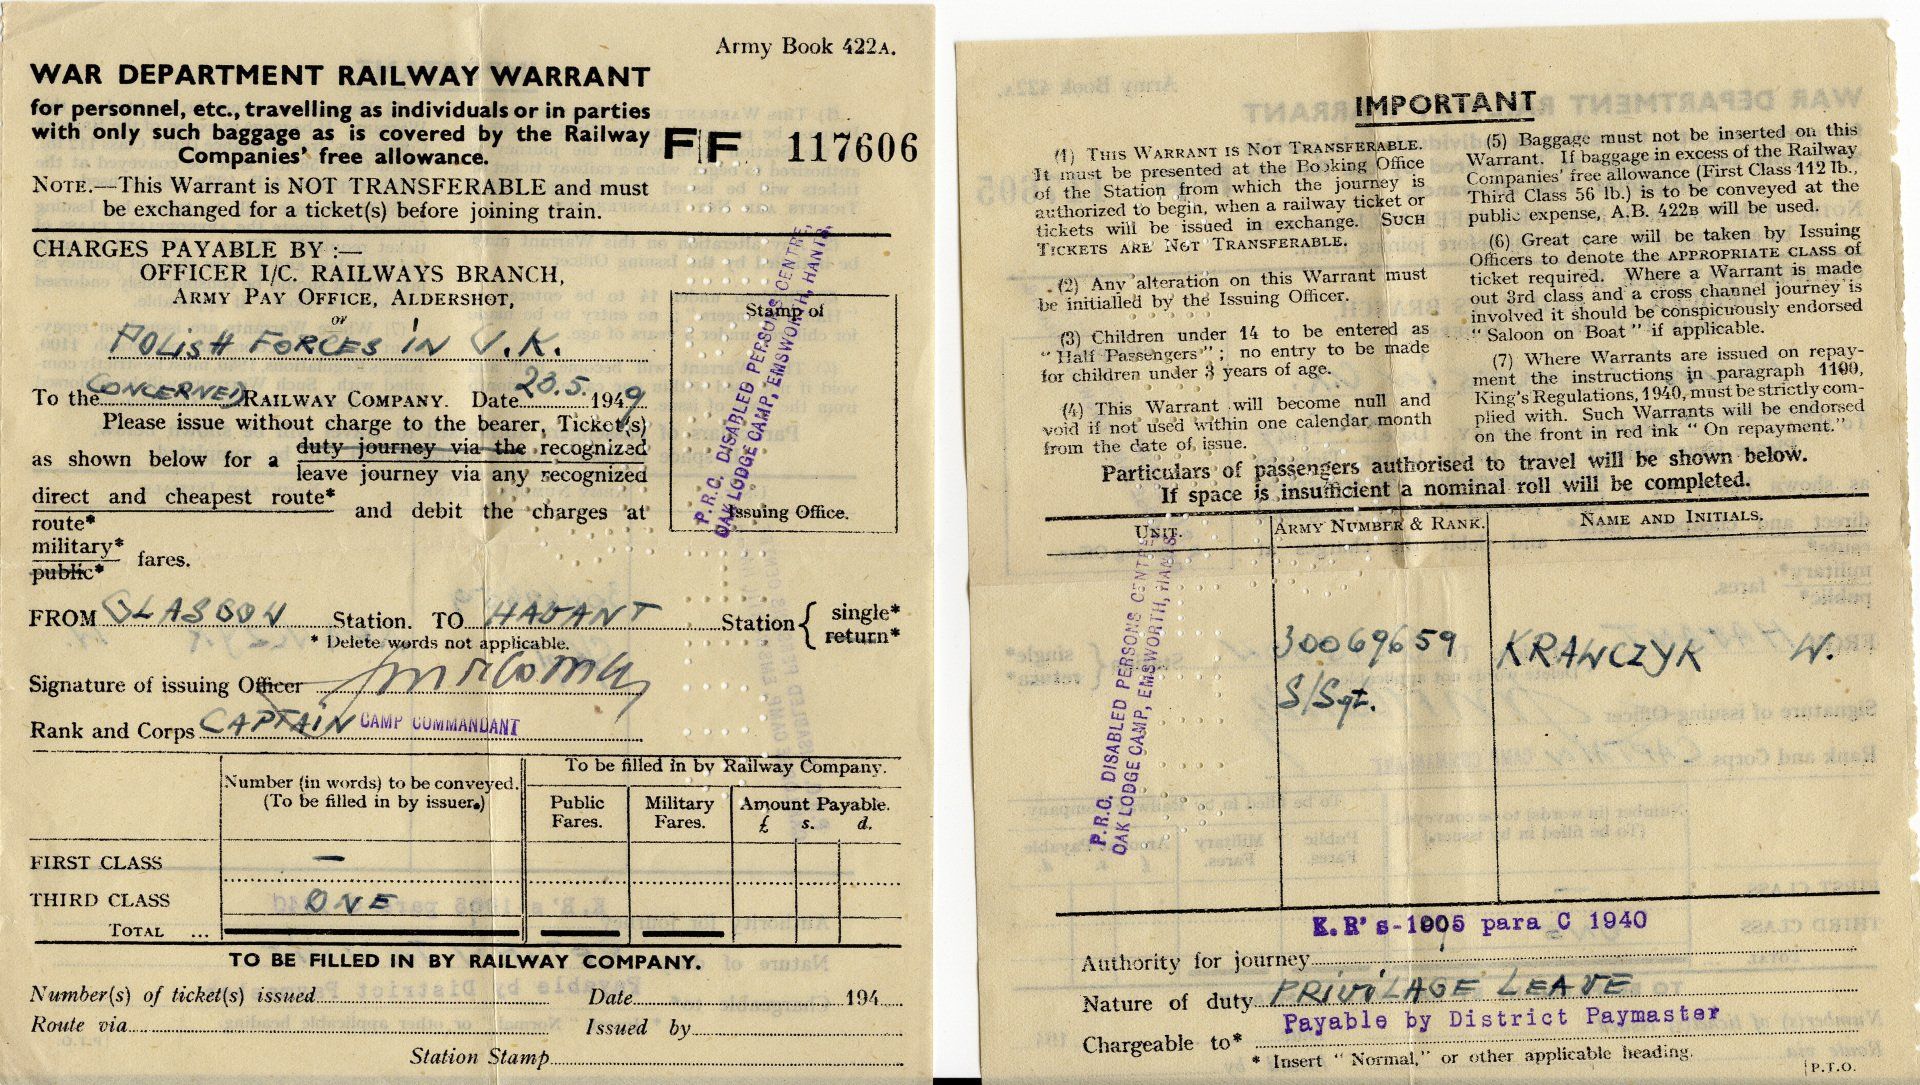 Army Book 422A.
WAR DEPARTMENT RAILWAY WARRANT
for personnel, etc., travelling as individuals or in parties
with only such baggage as is covered by the Railway
Companies' free allowance.
FF 117606
NOTE.—This Warrant is NOT TRANSFERABLE and must
be exchanged for a ticket(s) before joining train.
CHARGES PAYABLE BY :—
OFFICER I/C. RAILWAYS BRANCH,
ARMY PAY OFFICE, ALDERSHOT,
or
POLISH FORCES IN U.K.
To the CONCERNED RAILWAY COMPANY. Date 23.5.1949
Please issue without charge to the bearer, Ticket(s)
as shown below for a duty journey via the recognized
leave journey via any recognized
direct and cheapest route*
route*
and debit the charges at
military*
public*
fares.
Stamp of
Issuing Office.
P.R.C. DISABLED PERSONS CENTRE,
OAK LODGE CAMP, EMSWORTH, HANTS.
FROM GLASGOW Station. TO HAVANT Station { single*
return*
* Delete words not applicable.
Signature of issuing Officer
Rank and Corps CAPTAIN CAMP COMMANDANT
Number (in words) to be conveyed.
(To be filled in by issuer.)
To be filled in by Railway Company.
Public Fares.
Military Fares.
Amount Payable.
£ s. d.
FIRST CLASS —
THIRD CLASS ONE
TOTAL ...
TO BE FILLED IN BY RAILWAY COMPANY.
Number(s) of ticket(s) issued Date 194
Route via Issued by
Station Stamp
IMPORTANT
(1) THIS WARRANT IS NOT TRANSFERABLE.
It must be presented at the Booking Office
of the Station from which the journey is
authorized to begin, when a railway ticket or
tickets will be issued in exchange. SUCH
TICKETS ARE NOT TRANSFERABLE.
(2) Any alteration on this Warrant must
be initialled by the Issuing Officer.
(3) Children under 14 to be entered as
"Half Passengers"; no entry to be made
for children under 3 years of age.
(4) This Warrant will become null and
void if not used within one calendar month
from the date of issue.
(5) Baggage must not be inserted on this
Warrant. If baggage in excess of the Railway
Companies' free allowance (First Class 112 lb.,
Third Class 56 lb.) is to be conveyed at the
public expense, A.B. 422B will be used.
(6) Great care will be taken by Issuing
Officers to denote the APPROPRIATE CLASS of
ticket required. Where a Warrant is made
out 3rd class and a cross channel journey is
involved it should be conspicuously endorsed
"Saloon on Boat" if applicable.
(7) Where Warrants are issued on repay-
ment the instructions in paragraph 1100,
King's Regulations, 1940, must be strictly com-
plied with. Such Warrants will be endorsed
on the front in red ink "On repayment."
Particulars of passengers authorised to travel will be shown below.
If space is insufficient a nominal roll will be completed.
UNIT. ARMY NUMBER & RANK. NAME AND INITIALS.
P.R.C. DISABLED PERSONS CENTRE,
OAK LODGE CAMP, EMSWORTH, HANTS.
30069659 KRAWCZYK W.
S/Sgt.
K.R's-1905 para C 1940
Authority for journey
Nature of duty PRIVILAGE LEAVE
Payable by District Paymaster
Chargeable to*
* Insert "Normal," or other applicable heading.
P.T.O.